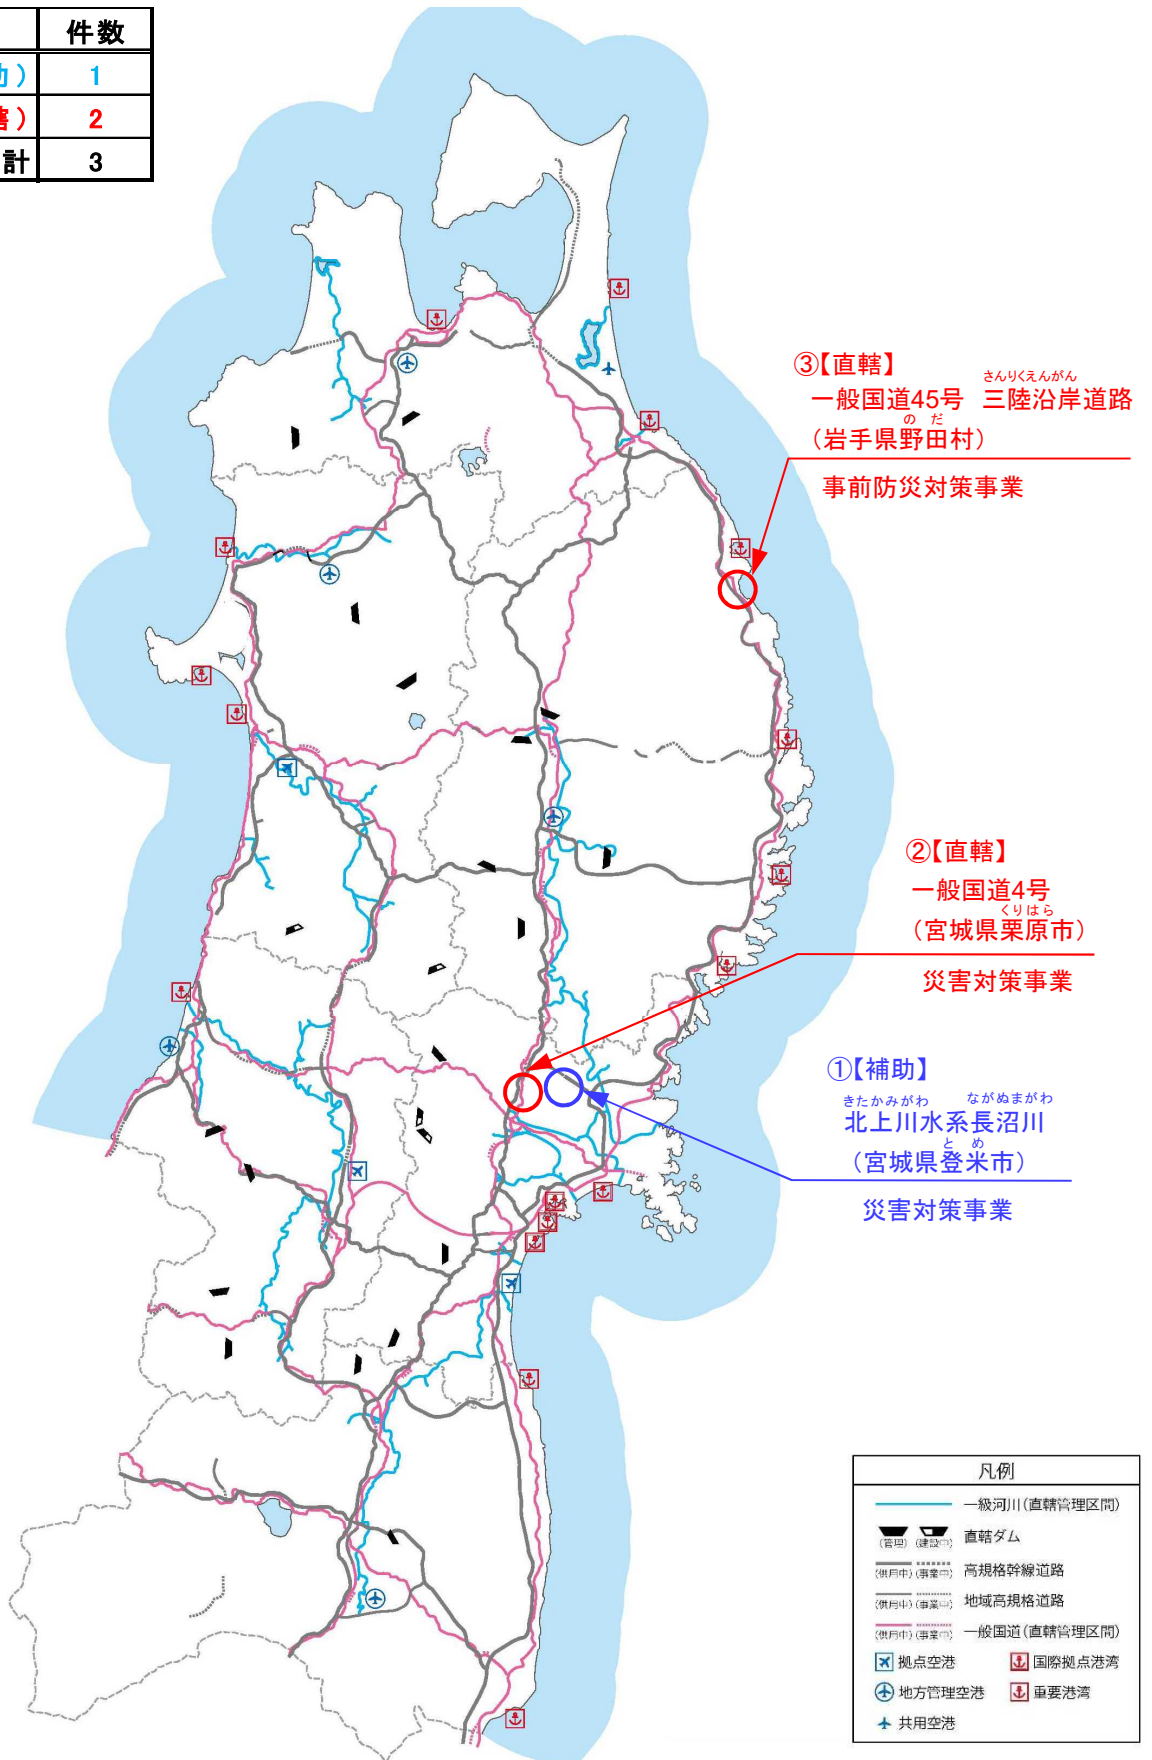 件数
助） 1
轄） 2
計 3
③【直轄】
さんりくえんがん
一般国道45号 三陸沿岸道路
のだ
（岩手県野田村）
事前防災対策事業
②【直轄】
一般国道4号
くりはら
（宮城県栗原市）
災害対策事業
①【補助】
きたかみがわ ながぬまがわ
北上川水系長沼川
とめ
（宮城県登米市）
災害対策事業
凡例
一級河川（直轄管理区間）
（管理）（建設中） 直轄ダム
（供用中）（事業中） 高規格幹線道路
（供用中）（事業中） 地域高規格道路
（供用中）（事業中） 一般国道（直轄管理区間）
拠点空港 国際拠点港湾
地方管理空港 重要港湾
共用空港